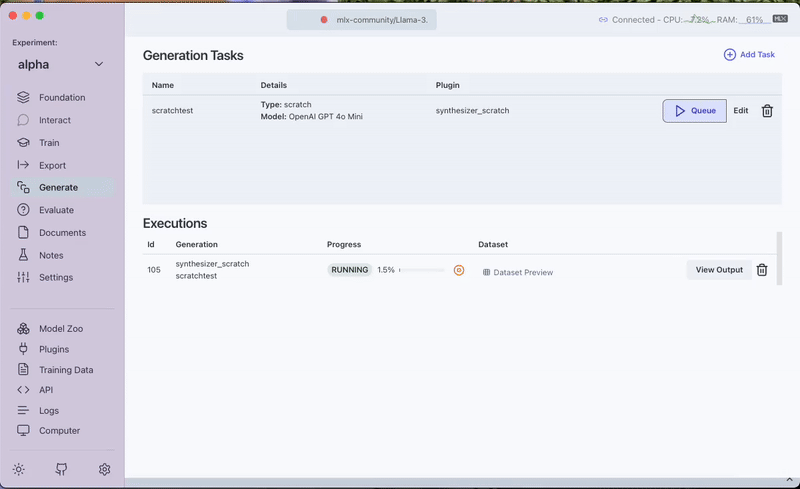 mlx-community/Llama-3.
Connected - CPU: RAM: 61% MLX
Experiment:
alpha
Foundation
Interact
Train
Export
Generate
Evaluate
Documents
Notes
Settings
Model Zoo
Plugins
Training Data
API
Logs
Computer
Generation Tasks
Add Task
Name Details Plugin
scratchtest Type: scratch synthesizer_scratch Queue Edit
Model: OpenAI GPT 4o Mini
Executions
Id Generation Progress Dataset
105 synthesizer_scratch RUNNING 1.5% Dataset Preview View Output
scratchtest